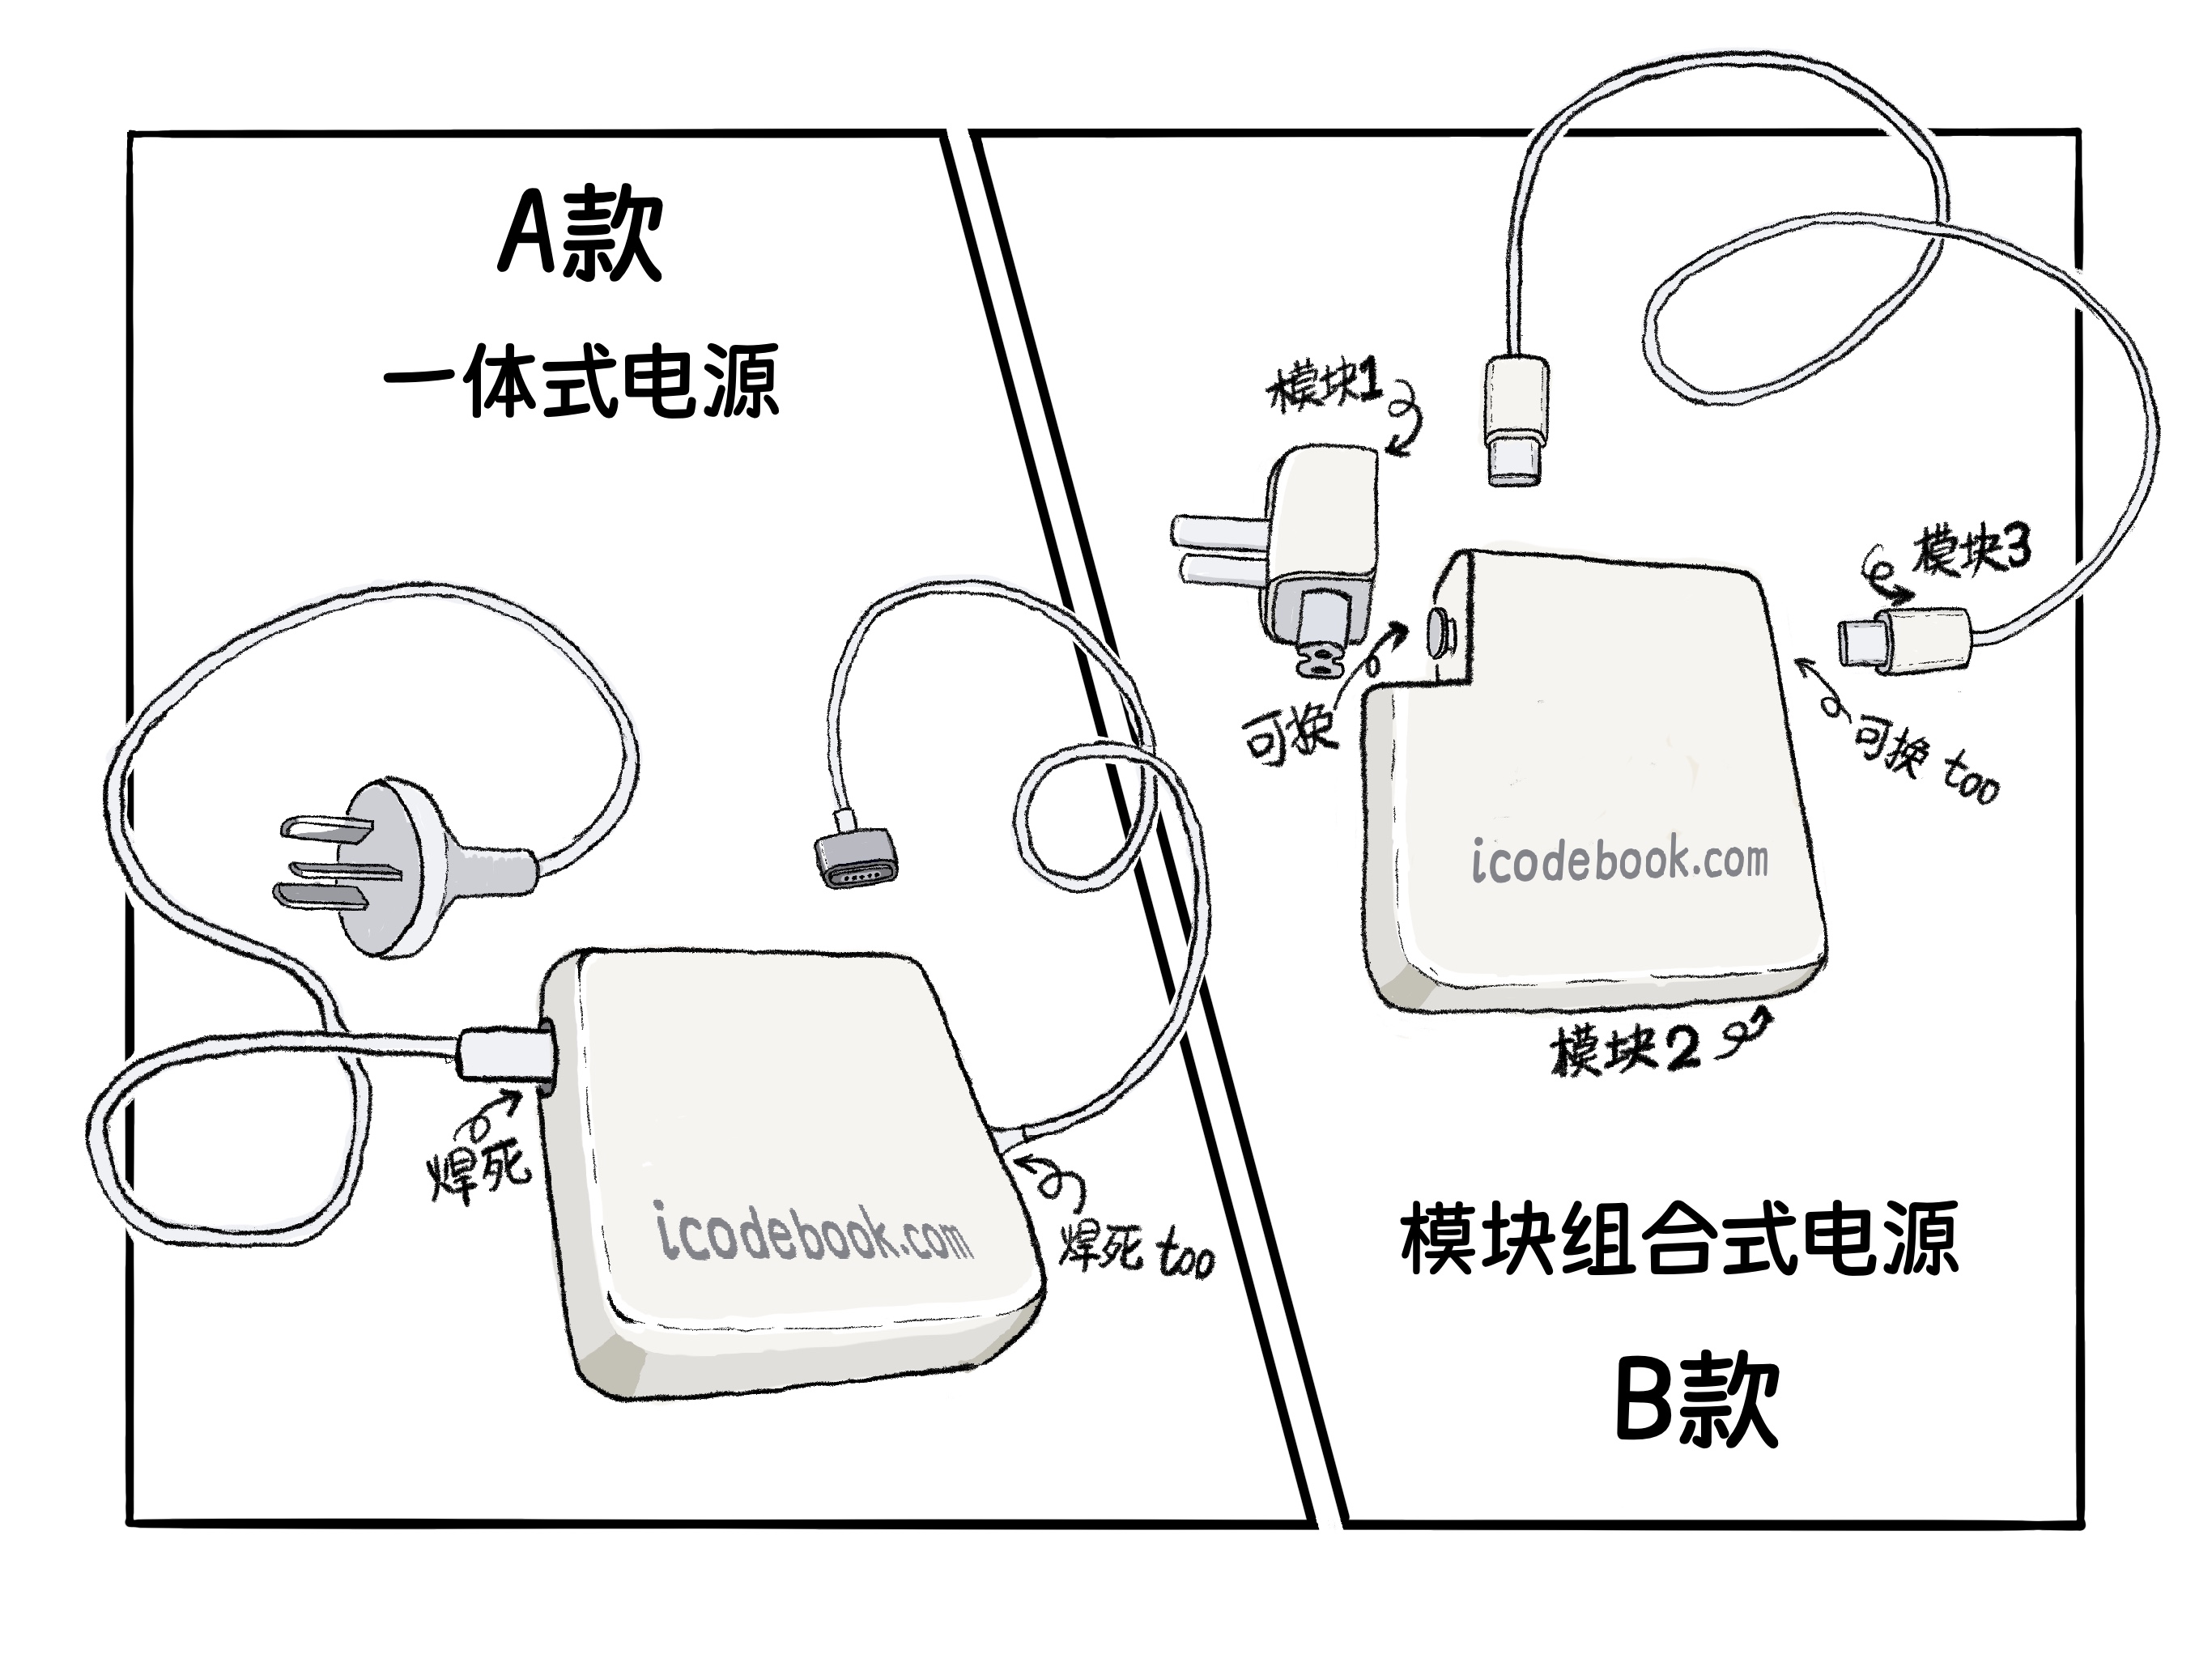 A款
一体式电源
焊死
焊死 too
icodebook.com
模块1
模块3
可换
可换 too
icodebook.com
模块2
模块组合式电源
B款